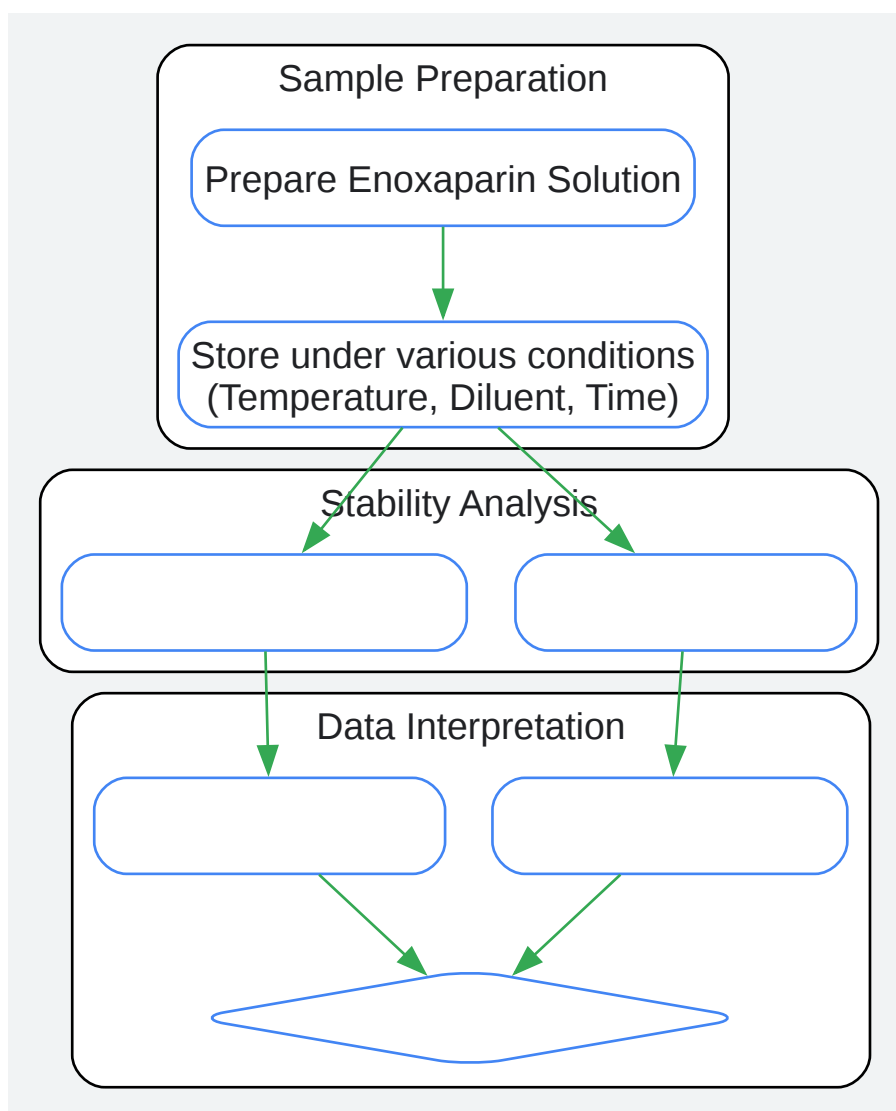 Sample Preparation
Prepare Enoxaparin Solution
Store under various conditions
(Temperature, Diluent, Time)
Stability Analysis
Data Interpretation